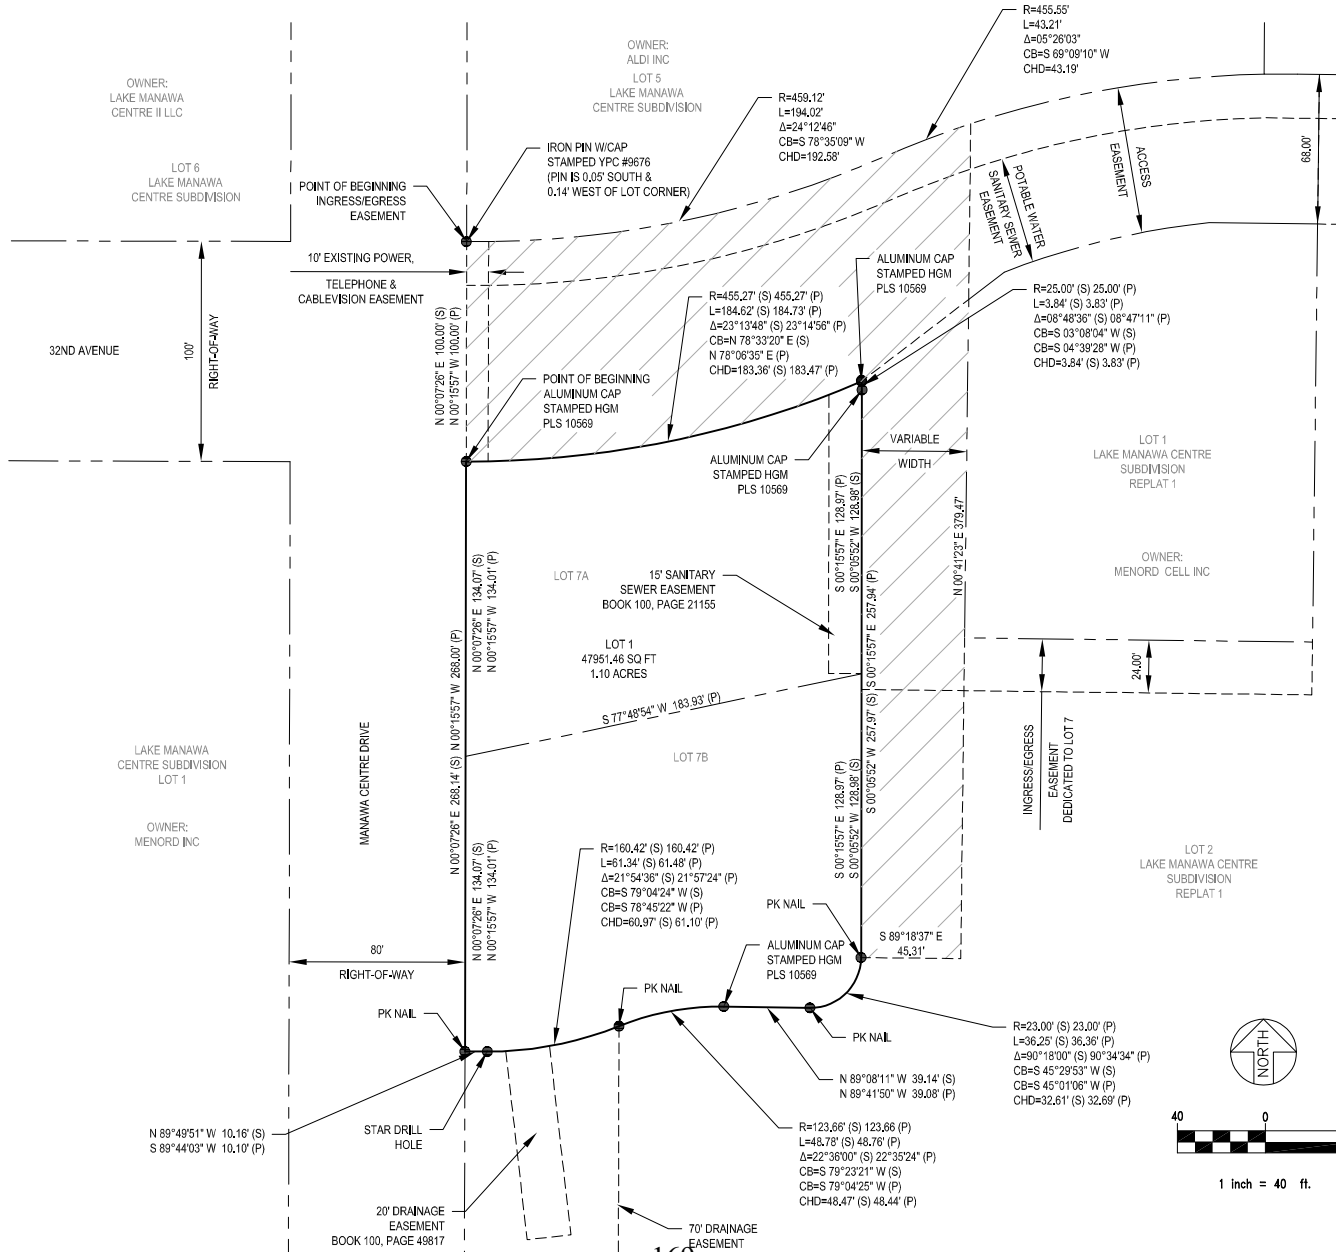 R=455.55'
L=43.21'
Δ=05°26'03"
CB=S 69°09'10" W
CHD=43.19'
OWNER:
ALDI INC
LOT 5
LAKE MANAWA
CENTRE SUBDIVISION
OWNER:
LAKE MANAWA
CENTRE II LLC
LOT 6
LAKE MANAWA
CENTRE SUBDIVISION
R=459.12'
L=194.02'
Δ=24°12'46"
CB=S 78°35'09" W
CHD=192.58'
IRON PIN W/CAP
STAMPED YPC #9676
(PIN IS 0.05' SOUTH &
0.14' WEST OF LOT CORNER)
POINT OF BEGINNING
INGRESS/EGRESS
EASEMENT
68.00'
ACCESS
EASEMENT
POTABLE WATER
SANITARY SEWER
EASEMENT
10' EXISTING POWER,
TELEPHONE &
CABLEVISION EASEMENT
ALUMINUM CAP
STAMPED HGM
PLS 10569
R=25.00' (S) 25.00' (P)
L=3.84' (S) 3.83' (P)
Δ=08°48'36" (S) 08°47'11" (P)
CB=S 03°08'04" W (S)
CB=S 04°39'28" W (P)
CHD=3.84' (S) 3.83' (P)
R=455.27' (S) 455.27' (P)
L=184.62' (S) 184.73' (P)
Δ=23°13'48" (S) 23°14'56" (P)
CB=N 78°33'20" E (S)
N 78°06'35" E (P)
CHD=183.36' (S) 183.47' (P)
32ND AVENUE
100'
RIGHT-OF-WAY
N 00°07'26" E 100.00' (S)
N 00°15'57" W 100.00' (P)
POINT OF BEGINNING
ALUMINUM CAP
STAMPED HGM
PLS 10569
ALUMINUM CAP
STAMPED HGM
PLS 10569
VARIABLE
WIDTH
LOT 1
LAKE MANAWA CENTRE
SUBDIVISION
REPLAT 1
S 00°15'57" E 128.97' (P)
S 00°05'52" W 128.98' (S)
N 00°41'23" E 379.47'
OWNER:
MENORD CELL INC
N 00°07'26" E 134.07' (S)
N 00°15'57" W 134.01' (P)
LOT 7A
15' SANITARY
SEWER EASEMENT
BOOK 100, PAGE 21155
LOT 1
47951.46 SQ FT
1.10 ACRES
S 00°05'52" W 257.97' (S) S 00°15'57" E 257.94' (P)
24.00'
S 77°48'54" W 183.93' (P)
N 00°07'26" E 268.14' (S) N 00°15'57" W 268.00' (P)
MANAWA CENTRE DRIVE
LAKE MANAWA
CENTRE SUBDIVISION
LOT 1
OWNER:
MENORD INC
LOT 7B
INGRESS/EGRESS
EASEMENT
DEDICATED TO LOT 7
S 00°15'57" E 128.97' (P)
S 00°05'52" W 128.98' (S)
LOT 2
LAKE MANAWA CENTRE
SUBDIVISION
REPLAT 1
N 00°07'26" E 134.07' (S)
N 00°15'57" W 134.01' (P)
R=160.42' (S) 160.42' (P)
L=61.34' (S) 61.48' (P)
Δ=21°54'36" (S) 21°57'24" (P)
CB=S 79°04'24" W (S)
CB=S 78°45'22" W (P)
CHD=60.97' (S) 61.10' (P)
PK NAIL
S 89°18'37" E
45.31'
80'
RIGHT-OF-WAY
ALUMINUM CAP
STAMPED HGM
PLS 10569
PK NAIL
PK NAIL
PK NAIL
R=23.00' (S) 23.00' (P)
L=36.25' (S) 36.36' (P)
Δ=90°18'00" (S) 90°34'34" (P)
CB=S 45°29'53" W (S)
CB=S 45°01'06" W (P)
CHD=32.61' (S) 32.69' (P)
NORTH
N 89°08'11" W 39.14' (S)
N 89°41'50" W 39.08' (P)
N 89°49'51" W 10.16' (S)
S 89°44'03" W 10.10' (P)
STAR DRILL
HOLE
R=123.66' (S) 123.66 (P)
L=48.78' (S) 48.76' (P)
Δ=22°36'00" (S) 22°35'24" (P)
CB=S 79°23'21" W (S)
CB=S 79°04'25" W (P)
CHD=48.47' (S) 48.44' (P)
40 0
1 inch = 40 ft.
20' DRAINAGE
EASEMENT
BOOK 100, PAGE 49817
70' DRAINAGE
EASEMENT